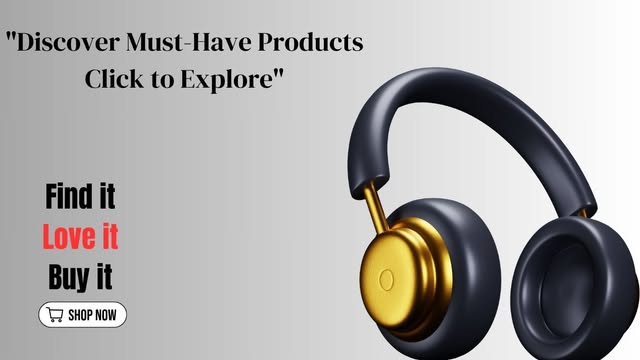 "Discover Must-Have Products
Click to Explore"
Find it
Love it
Buy it
SHOP NOW